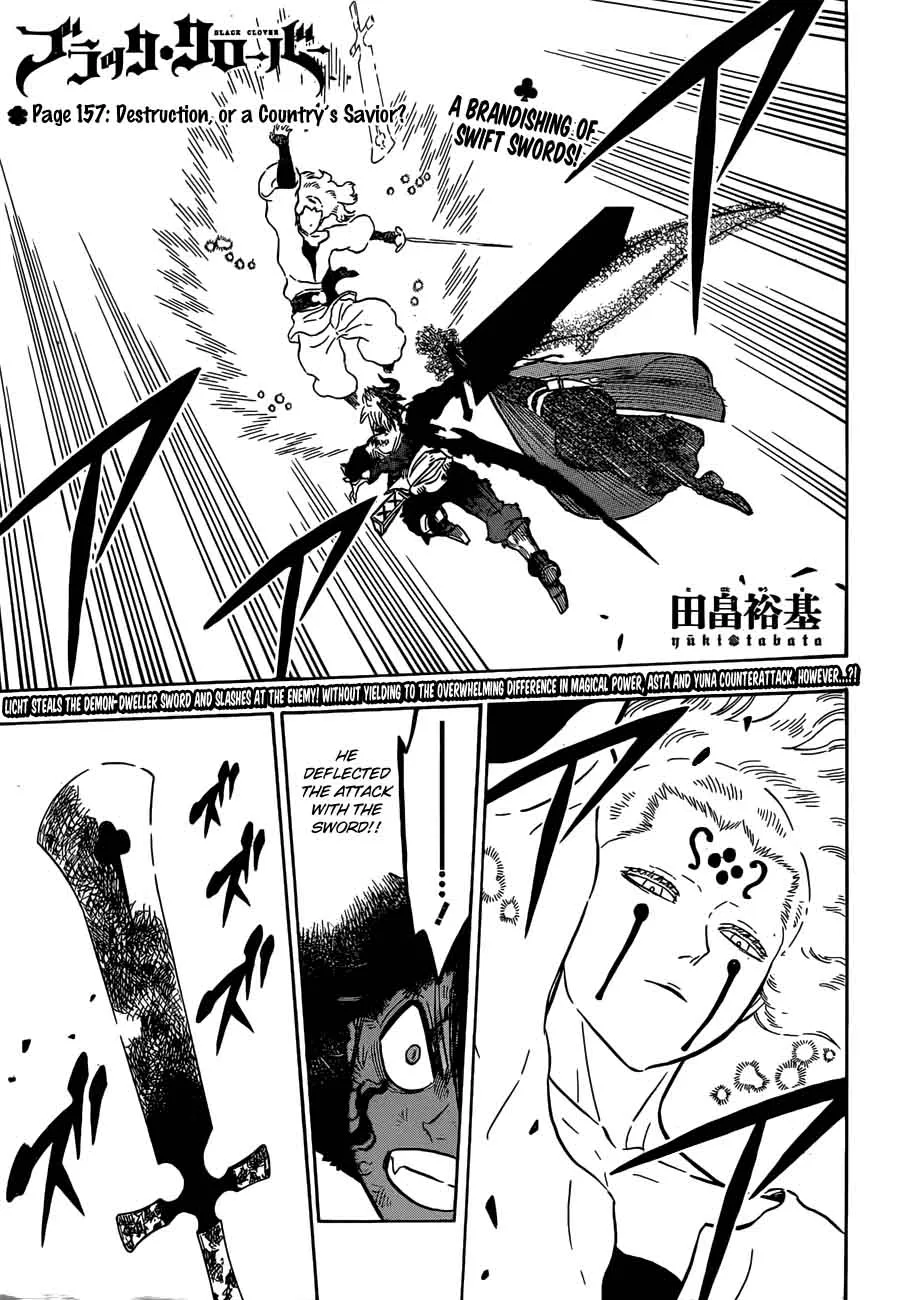 BLACK CLOVER
ブラック・クローバー
Page 157: Destruction, or a Country's Savior?
A BRANDISHING OF
SWIFT SWORDS!
田畠裕基
yūki tabata
LICHT STEALS THE DEMON-DWELLER SWORD AND SLASHES AT THE ENEMY! WITHOUT YIELDING TO THE OVERWHELMING DIFFERENCE IN MAGICAL POWER, ASTA AND YUNA COUNTERATTACK. HOWEVER...?!
HE
DEFLECTED
THE ATTACK
WITH THE
SWORD!!
......!
ズ
ズ
ズ
ズ